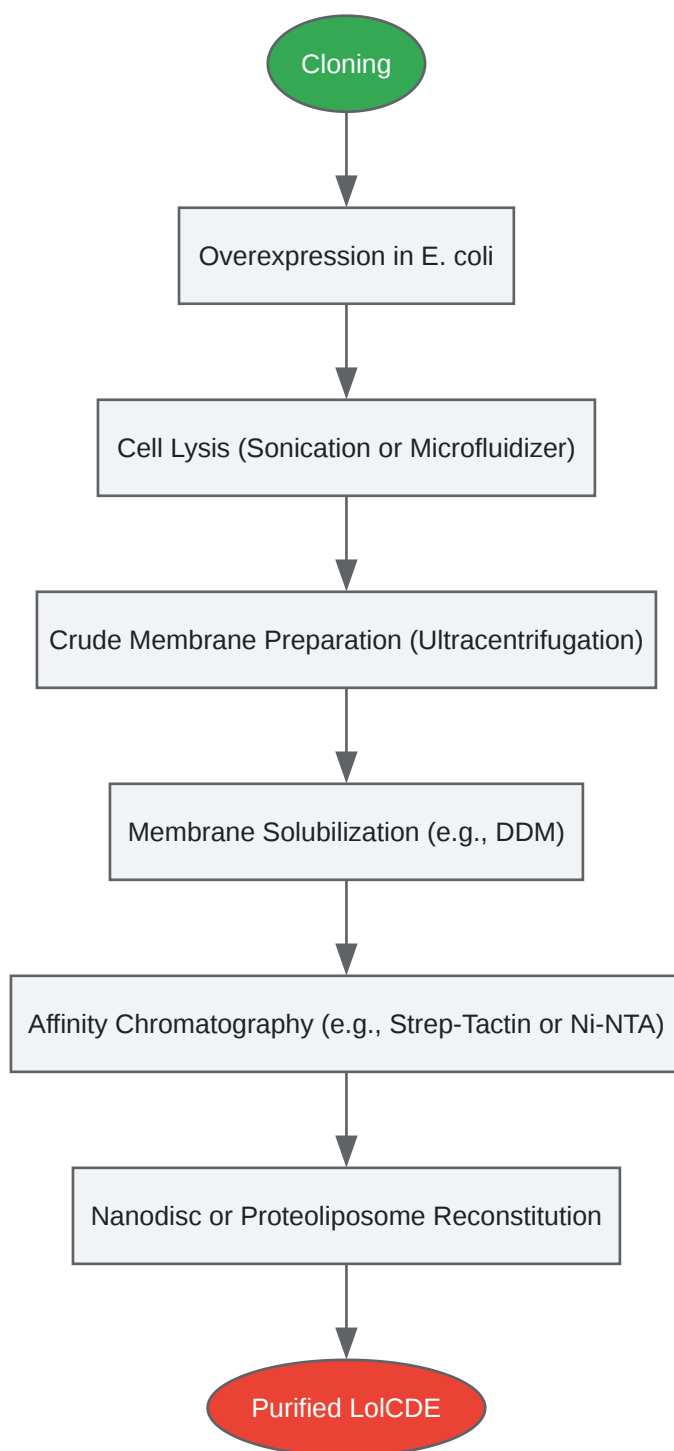 Cloning
Overexpression in E. coli
Cell Lysis (Sonication or Microfluidizer)
Crude Membrane Preparation (Ultracentrifugation)
Membrane Solubilization (e.g., DDM)
Affinity Chromatography (e.g., Strep-Tactin or Ni-NTA)
Nanodisc or Proteoliposome Reconstitution
Purified LolCDE